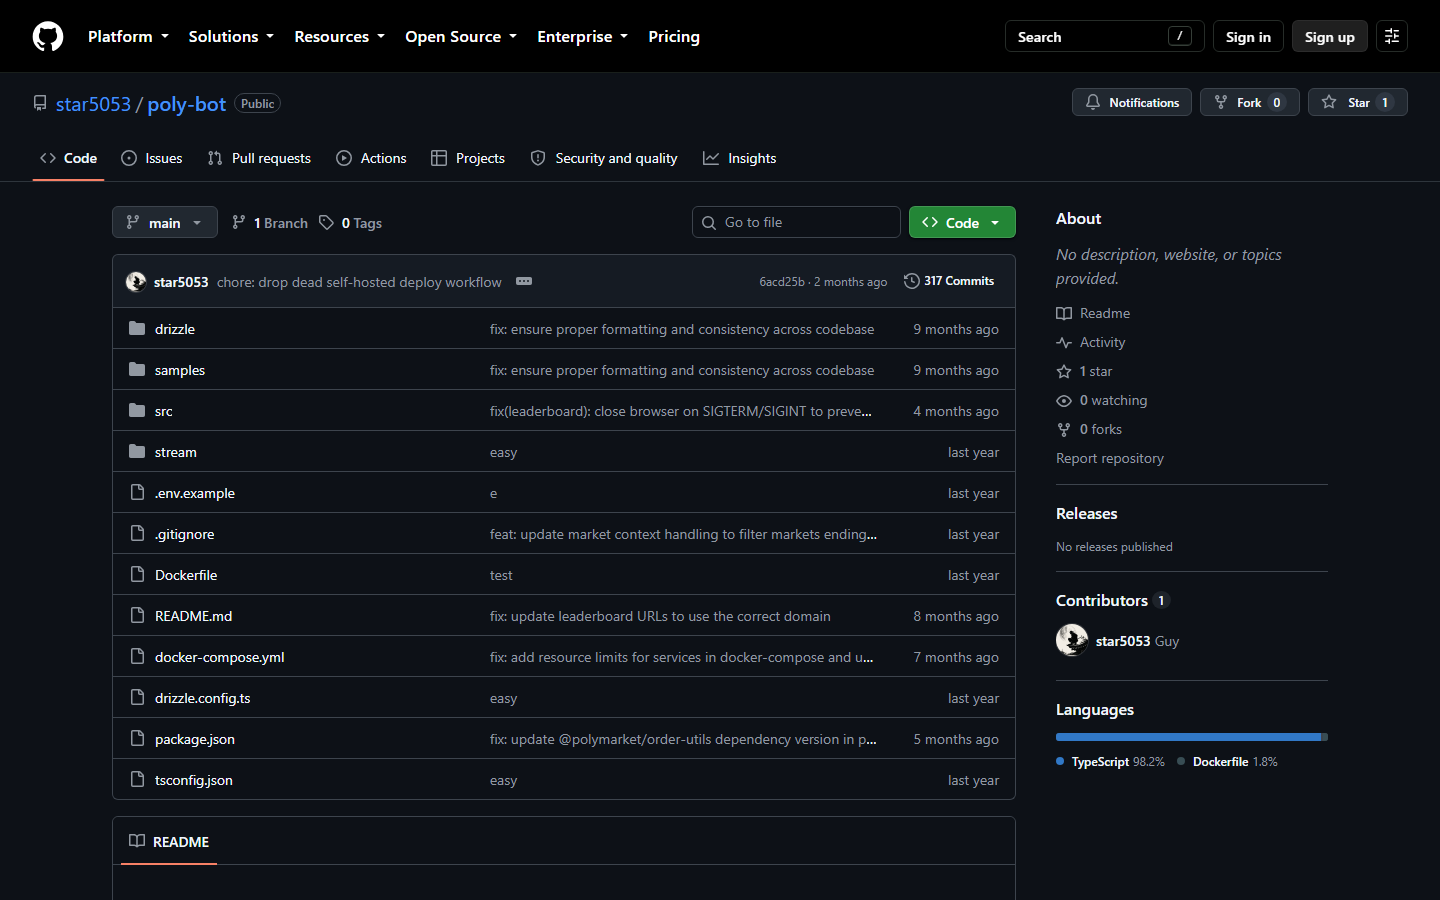 Platform Solutions Resources Open Source Enterprise Pricing Search / Sign in Sign up
star5053 / poly-bot Public Notifications Fork 0 Star 1
Code Issues Pull requests Actions Projects Security and quality Insights
main 1 Branch 0 Tags Go to file Code
star5053 chore: drop dead self-hosted deploy workflow 6acd25b · 2 months ago 317 Commits
drizzle fix: ensure proper formatting and consistency across codebase 9 months ago
samples fix: ensure proper formatting and consistency across codebase 9 months ago
src fix(leaderboard): close browser on SIGTERM/SIGINT to preve... 4 months ago
stream easy last year
.env.example e last year
.gitignore feat: update market context handling to filter markets ending... last year
Dockerfile test last year
README.md fix: update leaderboard URLs to use the correct domain 8 months ago
docker-compose.yml fix: add resource limits for services in docker-compose and u... 7 months ago
drizzle.config.ts easy last year
package.json fix: update @polymarket/order-utils dependency version in p... 5 months ago
tsconfig.json easy last year
README
About
No description, website, or topics
provided.
Readme
Activity
1 star
0 watching
0 forks
Report repository
Releases
No releases published
Contributors 1
star5053 Guy
Languages
TypeScript 98.2% Dockerfile 1.8%